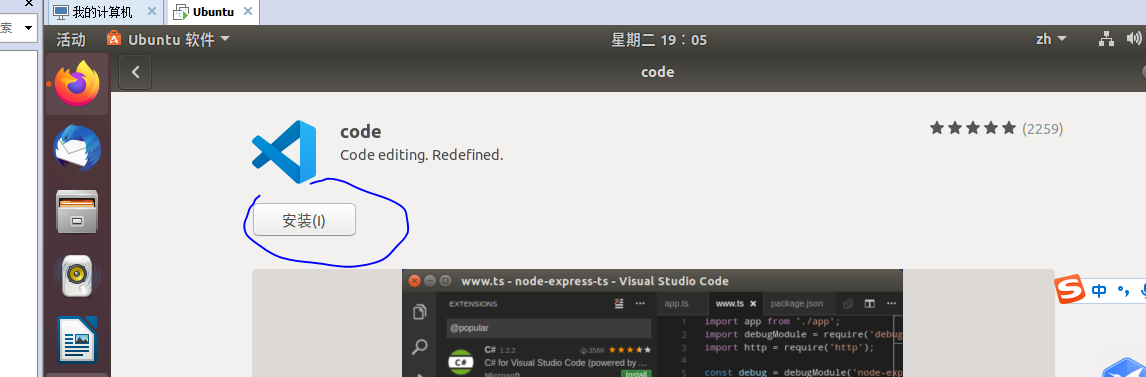 索
我的计算机
Ubuntu
活动 Ubuntu 软件 星期二 19：05 zh
code
code
Code editing. Redefined.
(2259)
安装(I)
www.ts - node-express-ts - Visual Studio Code
EXTENSIONS
app.ts www.ts package.json
@popular
C# 1.2.2 356K
C# for Visual Studio Code (powered by ...
Microsoft Install
1 import app from './app';
2 import debugModule = require('debug
3 import http = require('http');
4
5 const debug = debugModule('node-exp
中